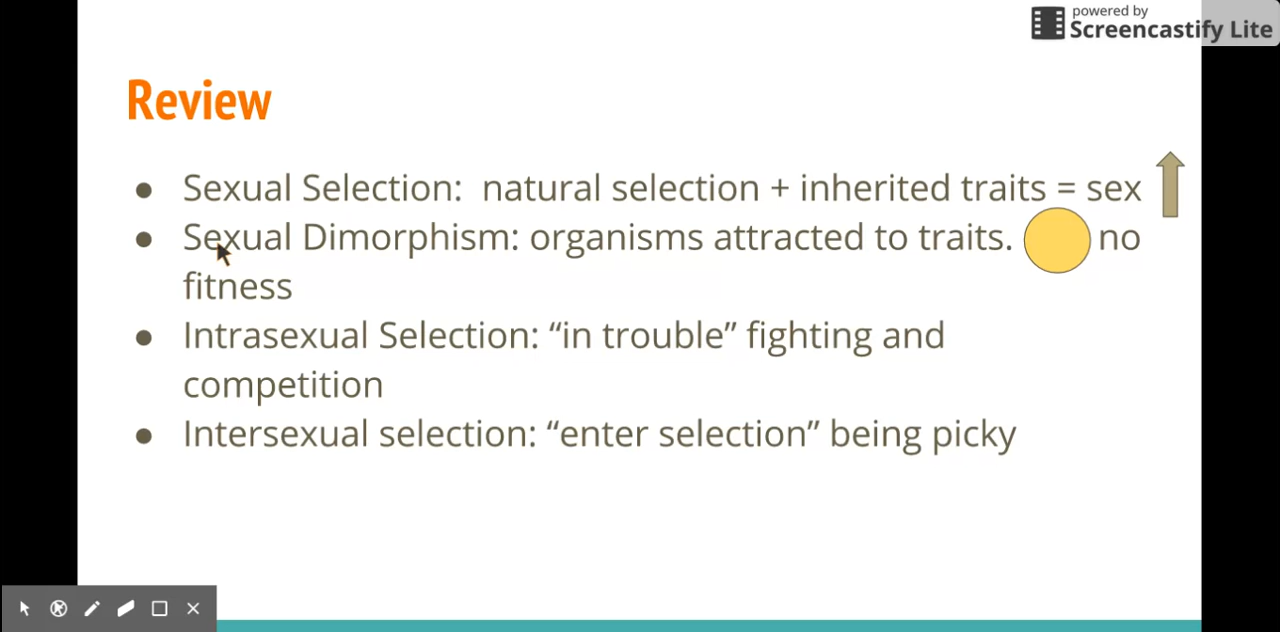 powered by
Screencastify Lite
Review
● Sexual Selection: natural selection + inherited traits = sex
● Sexual Dimorphism: organisms attracted to traits. no
fitness
● Intrasexual Selection: “in trouble” fighting and
competition
● Intersexual selection: “enter selection” being picky